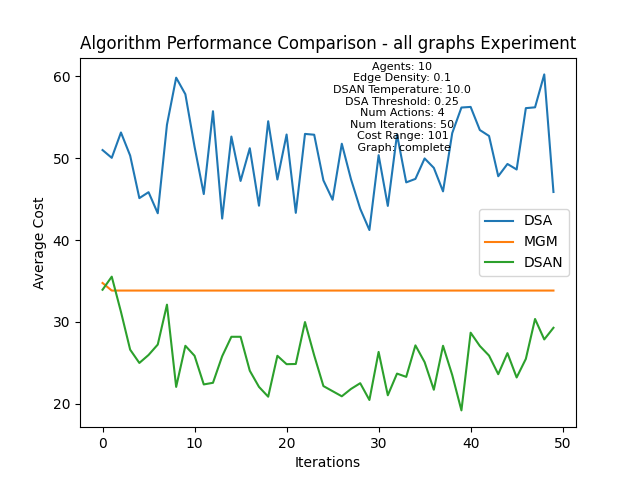 Algorithm Performance Comparison - all graphs Experiment
Agents: 10
Edge Density: 0.1
DSAN Temperature: 10.0
DSA Threshold: 0.25
Num Actions: 4
Num Iterations: 50
Cost Range: 101
Graph: complete
60
50
40
30
20
Average Cost
DSA
MGM
DSAN
0 10 20 30 40 50
Iterations